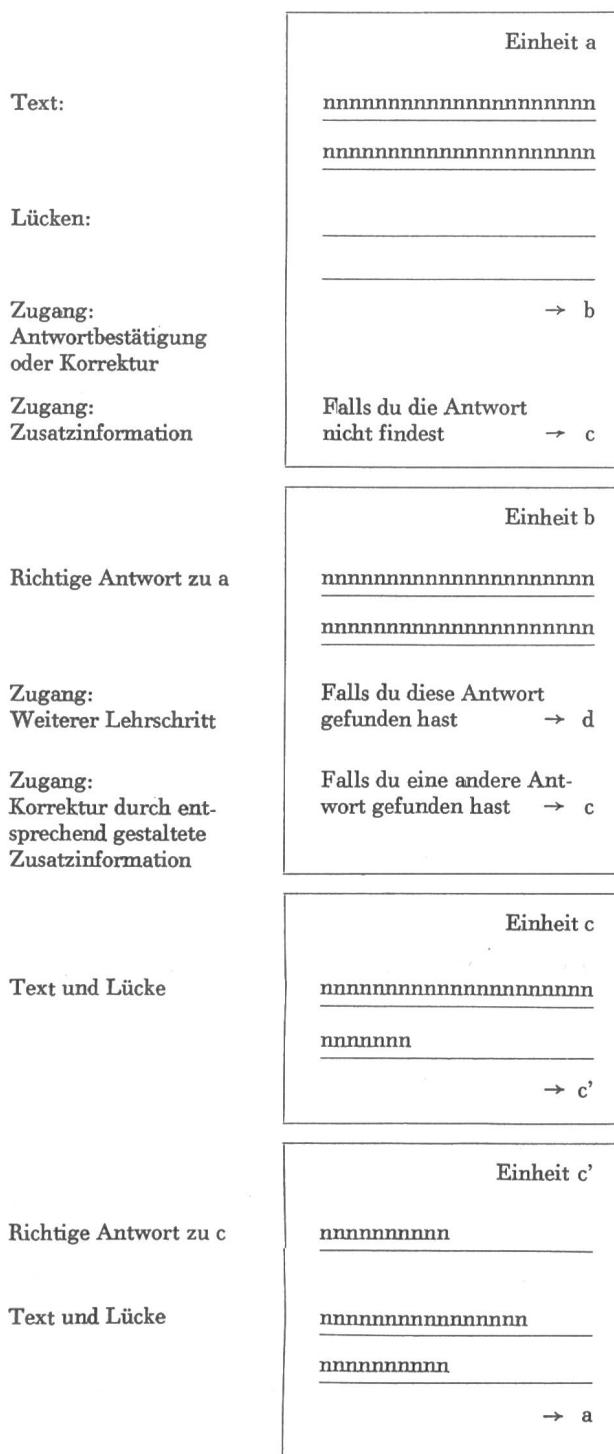 Einheit a
Text: nnnnnnnnnnnnnnnnnnnnn
nnnnnnnnnnnnnnnnnnnnn
Lücken:
Zugang: → b
Antwortbestätigung
oder Korrektur
Zugang: Falls du die Antwort
Zusatzinformation nicht findest → c
Einheit b
Richtige Antwort zu a nnnnnnnnnnnnnnnnnnnnn
nnnnnnnnnnnnnnnnnnnnn
Zugang: Falls du diese Antwort
Weiterer Lehrschritt gefunden hast → d
Zugang: Falls du eine andere Ant-
Korrektur durch ent- wort gefunden hast → c
sprechend gestaltete
Zusatzinformation
Einheit c
Text und Lücke nnnnnnnnnnnnnnnnnnnnn
nnnnnnn
→ c’
Einheit c’
Richtige Antwort zu c nnnnnnnnnn
Text und Lücke nnnnnnnnnnnnnnnn
nnnnnnnnnn
→ a